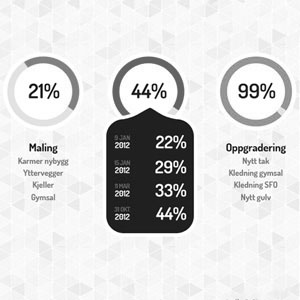 21%
44%
99%
Maling
Karmer nybygg
Yttervegger
Kjeller
Gymsal
9 JAN
2012
22%
15 JAN
2012
29%
9 MAR
2012
33%
31 OKT
2012
44%
Oppgradering
Nytt tak
Kledning gymsal
Kledning SFO
Nytt gulv